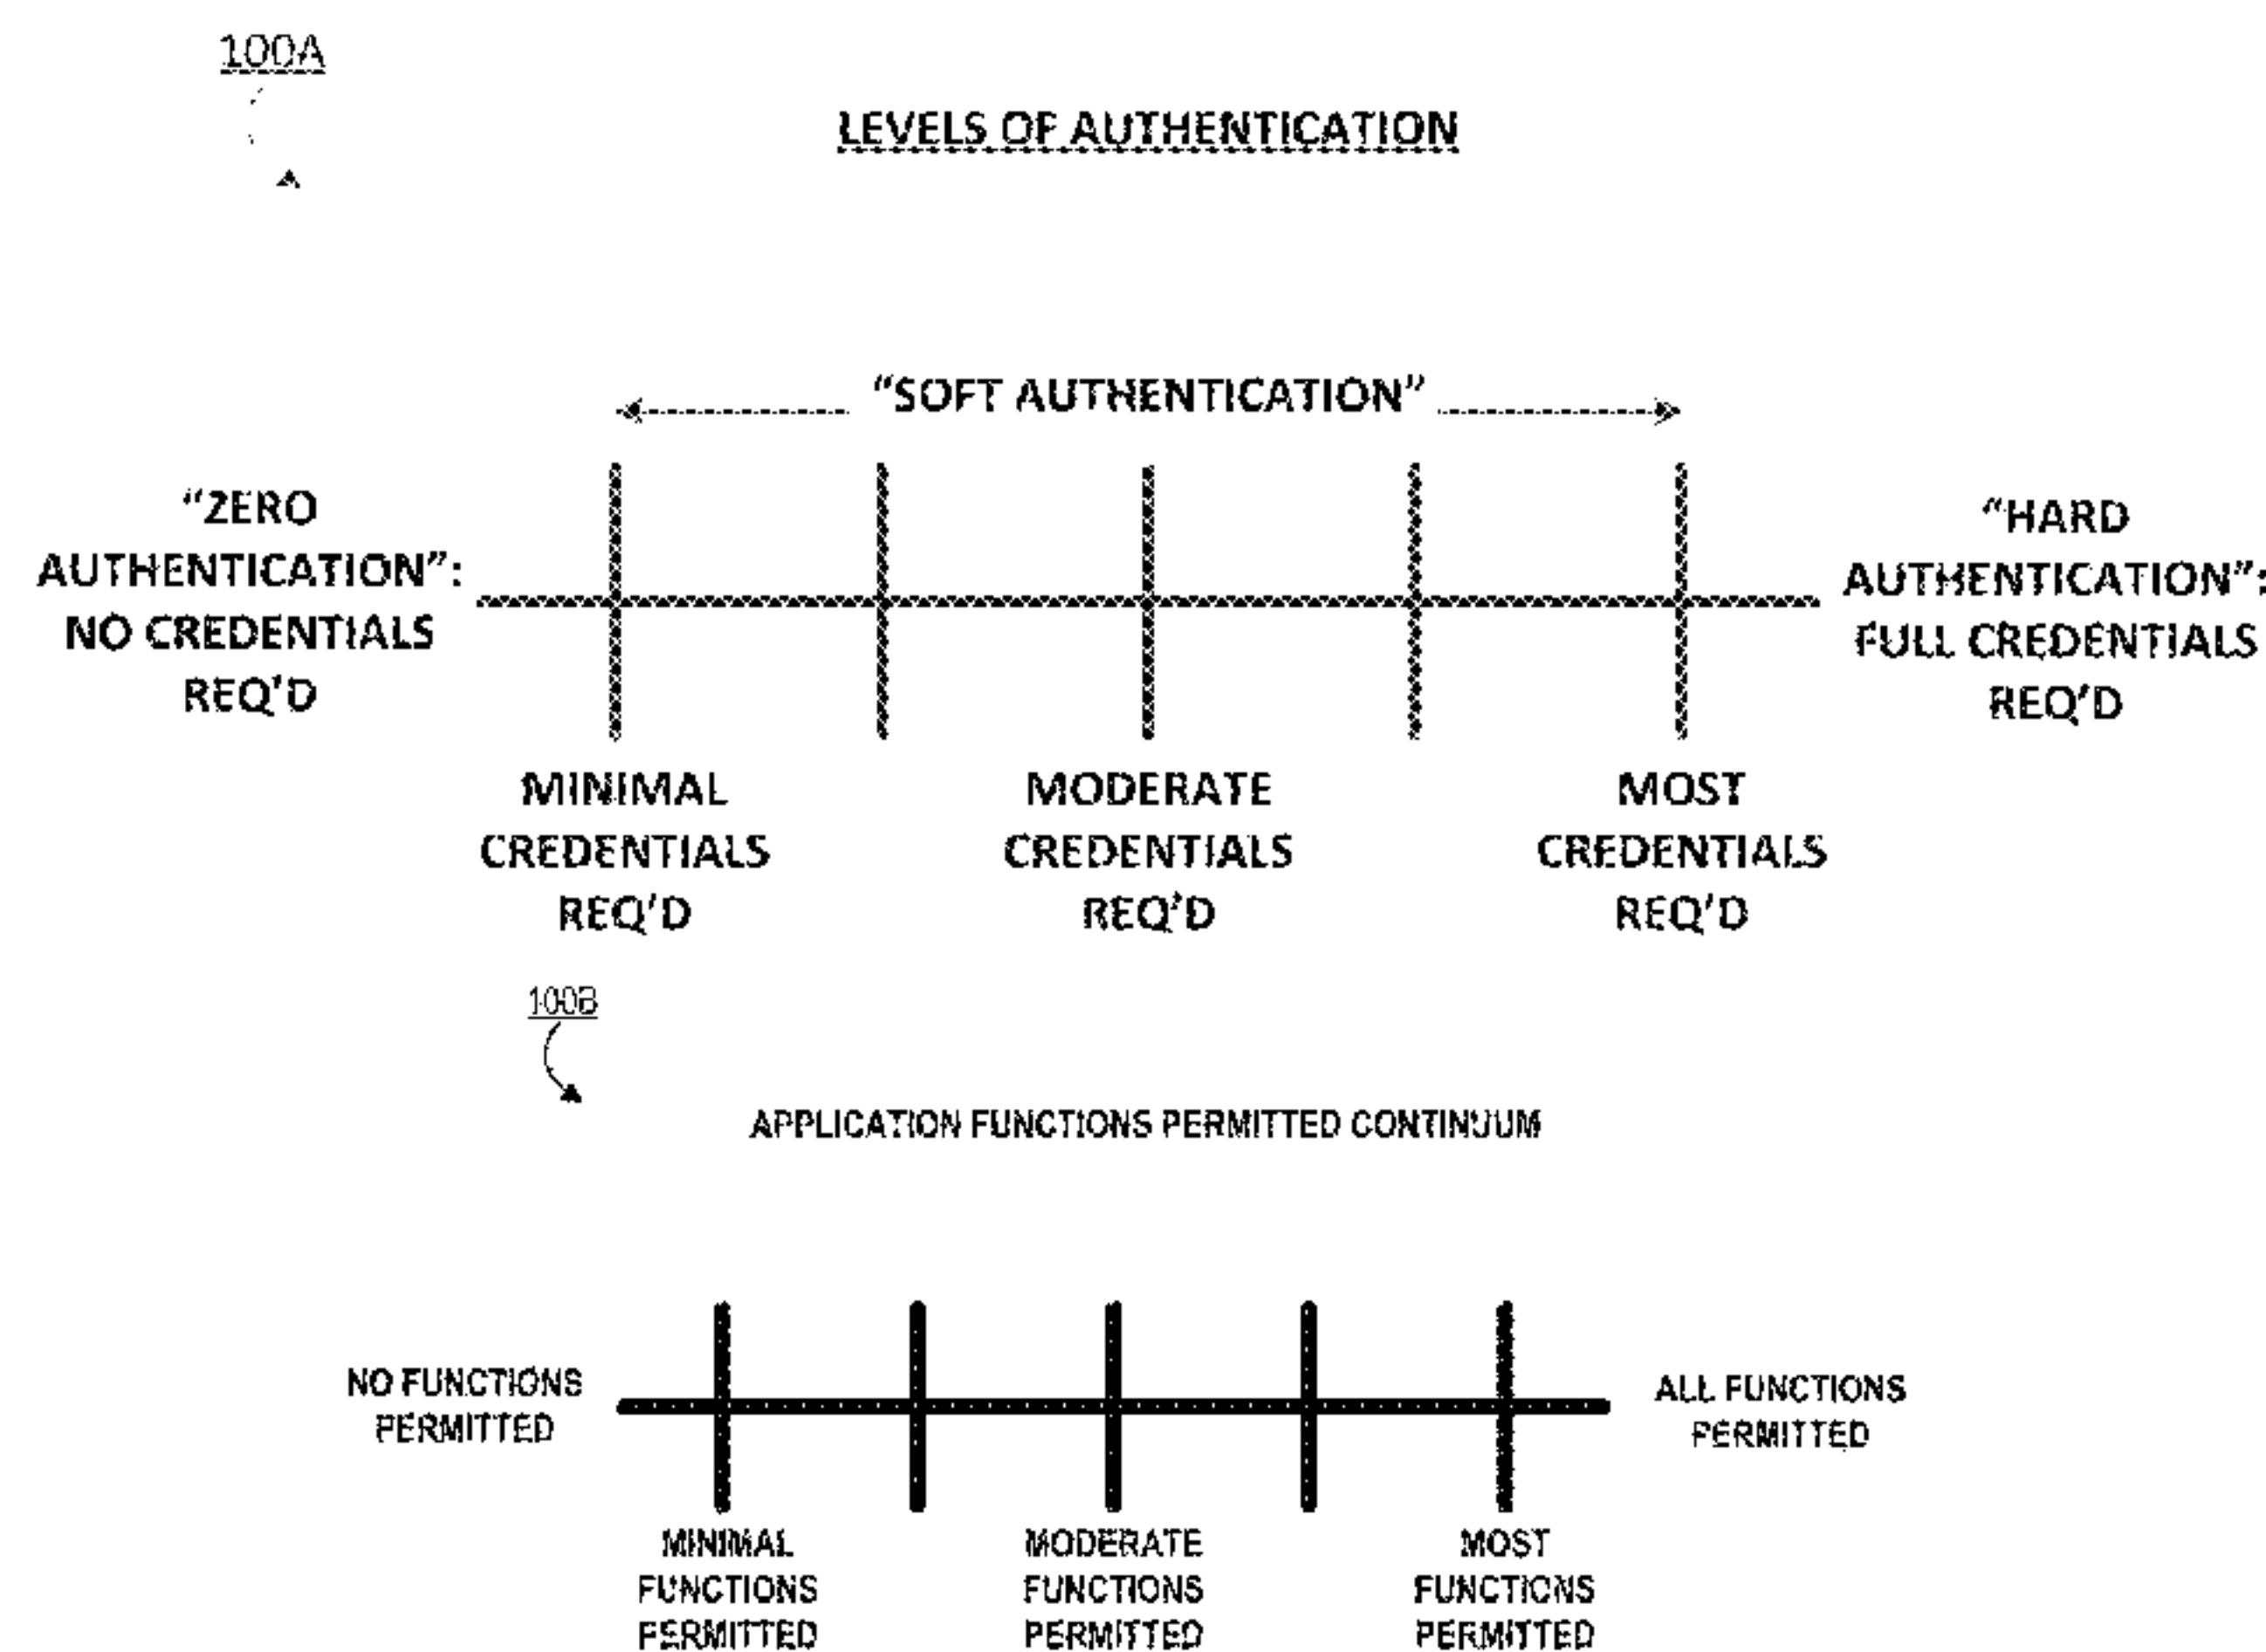 100A
LEVELS OF AUTHENTICATION
“SOFT AUTHENTICATION”
“ZERO
AUTHENTICATION”:
NO CREDENTIALS
REQ’D
“HARD
AUTHENTICATION”:
FULL CREDENTIALS
REQ’D
MINIMAL
CREDENTIALS
REQ’D
MODERATE
CREDENTIALS
REQ’D
MOST
CREDENTIALS
REQ’D
100B
APPLICATION FUNCTIONS PERMITTED CONTINUUM
NO FUNCTIONS
PERMITTED
ALL FUNCTIONS
PERMITTED
MINIMAL
FUNCTIONS
PERMITTED
MODERATE
FUNCTIONS
PERMITTED
MOST
FUNCTIONS
PERMITTED